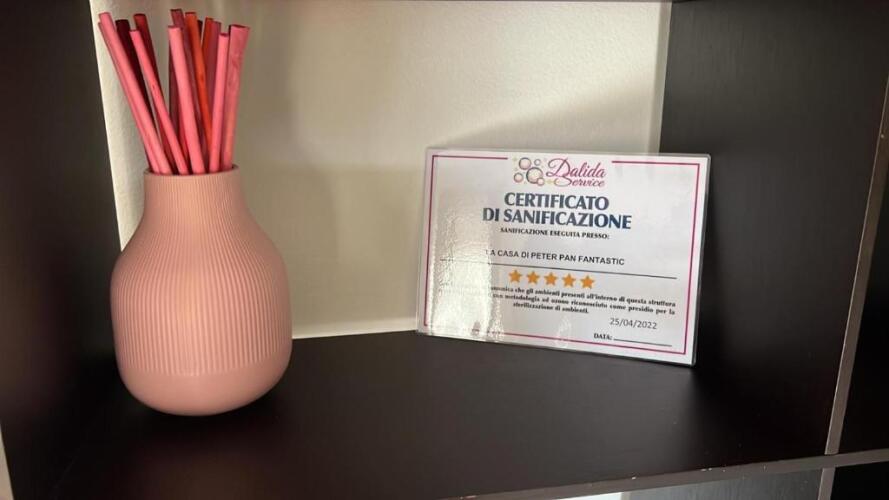 Dalida
Service
CERTIFICATO
DI SANIFICAZIONE
SANIFICAZIONE ESEGUITA PRESSO:
LA CASA DI PETER PAN FANTASTIC
che gli ambienti presenti all'interno di questa struttura
con metodologia ad ozono riconosciuto come presidio per la
sterilizzazione di ambienti.
25/04/2022
DATA: